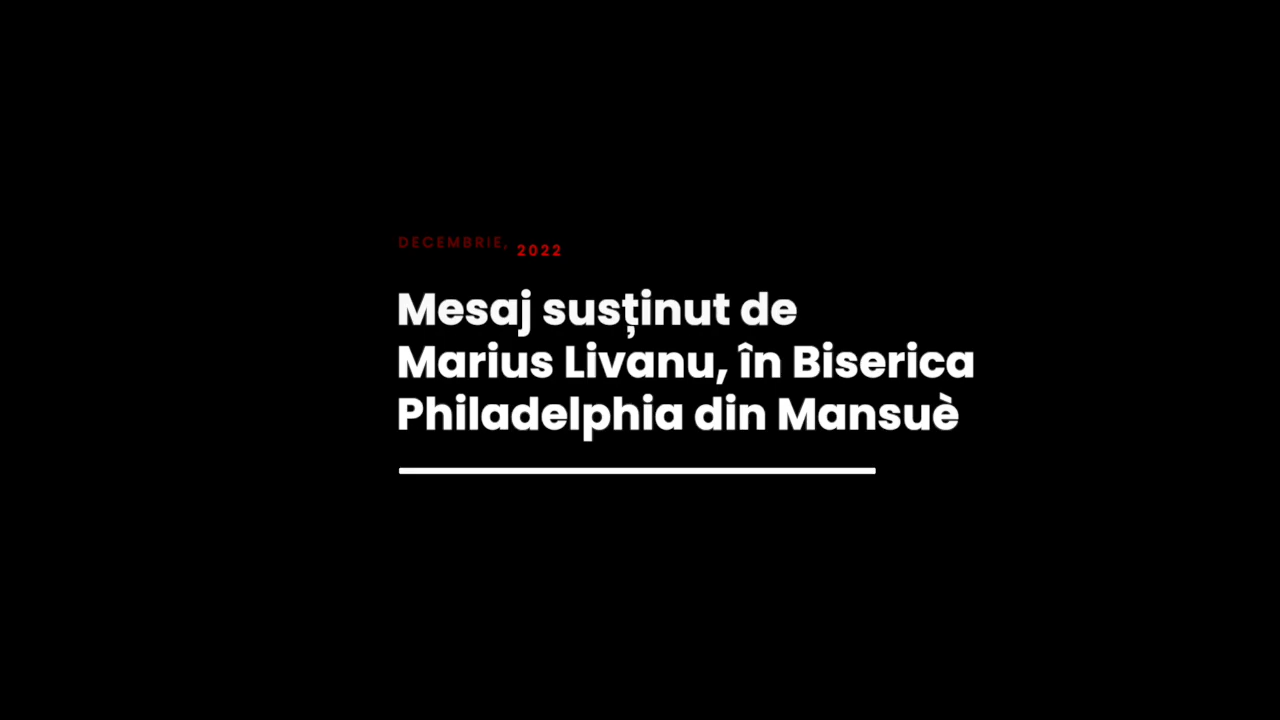 DECEMBRIE, 2022
Mesaj susținut de
Marius Livanu, în Biserica
Philadelphia din Mansuè